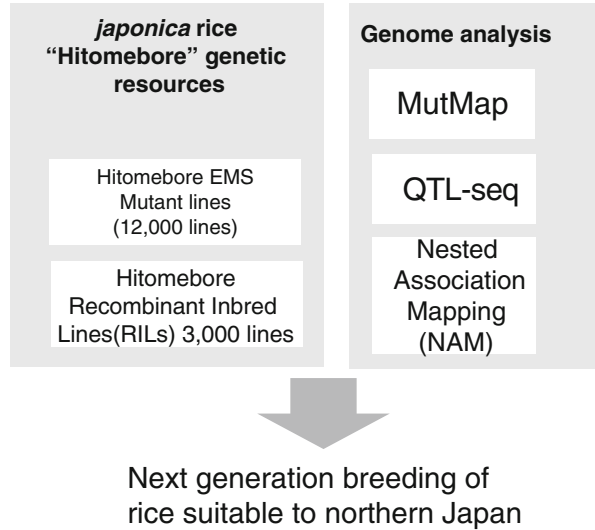 japonica rice
“Hitomebore” genetic
resources
Hitomebore EMS
Mutant lines
(12,000 lines)
Hitomebore
Recombinant Inbred
Lines(RILs) 3,000 lines
Genome analysis
MutMap
QTL-seq
Nested
Association
Mapping
(NAM)
Next generation breeding of
rice suitable to northern Japan